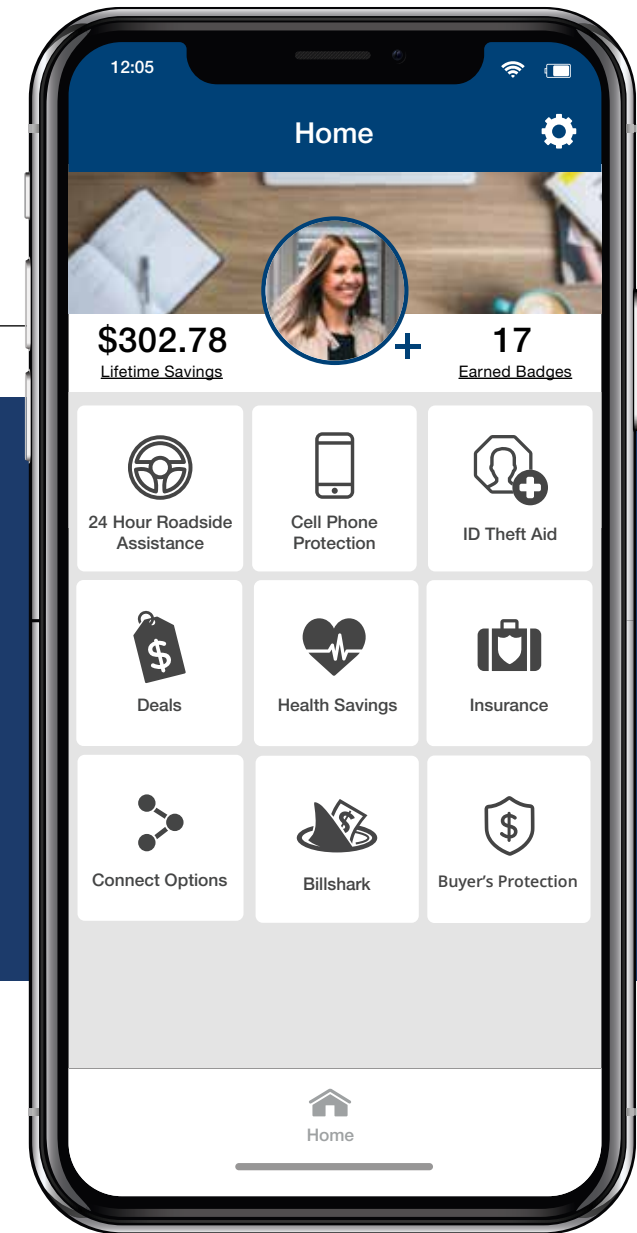 12:05
Home
$302.78
Lifetime Savings
17
Earned Badges
24 Hour Roadside
Assistance
Cell Phone
Protection
ID Theft Aid
$
Deals
Health Savings
Insurance
Connect Options
$
Billshark
$
Buyer's Protection
Home